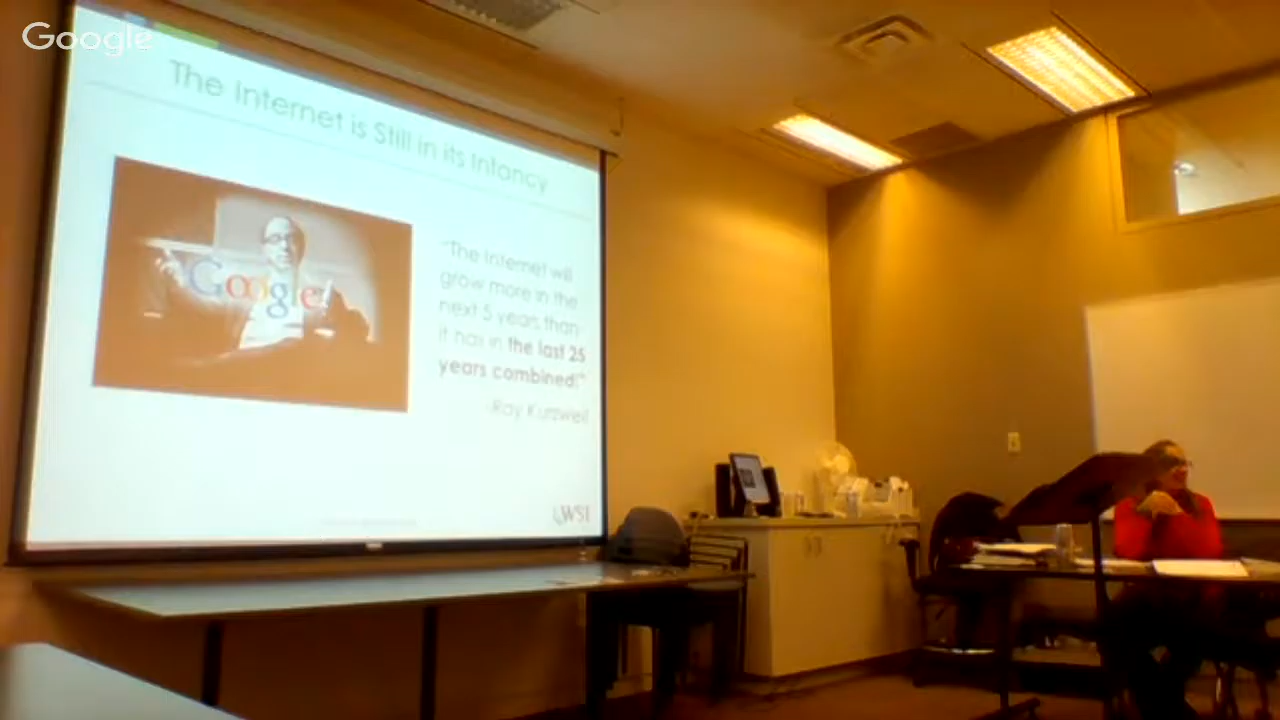 Google
The Internet is Still in its Infancy
Google
"The Internet will
grow more in the
next 5 years than
it has in the last 25
years combined!"
-Ray Kurzweil
WSI